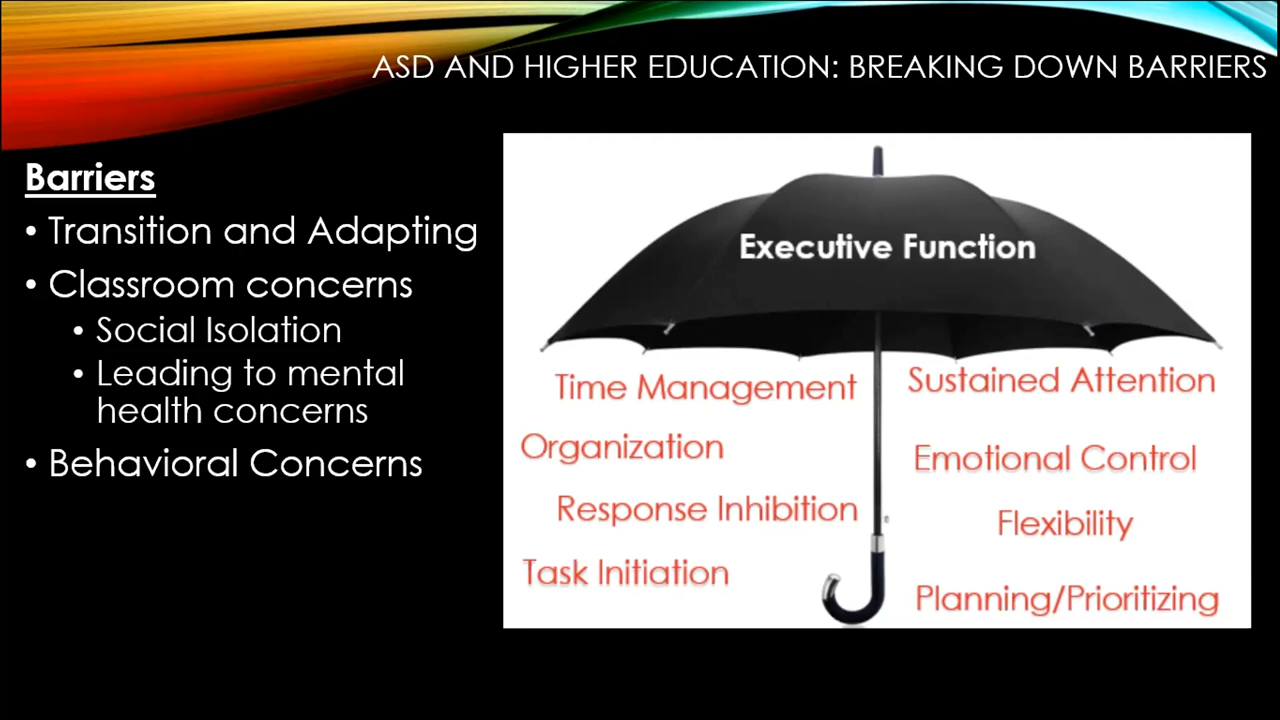 ASD AND HIGHER EDUCATION: BREAKING DOWN BARRIERS
Barriers
• Transition and Adapting
• Classroom concerns
• Social Isolation
• Leading to mental
health concerns
• Behavioral Concerns
Executive Function
Time Management
Organization
Response Inhibition
Task Initiation
Sustained Attention
Emotional Control
Flexibility
Planning/Prioritizing